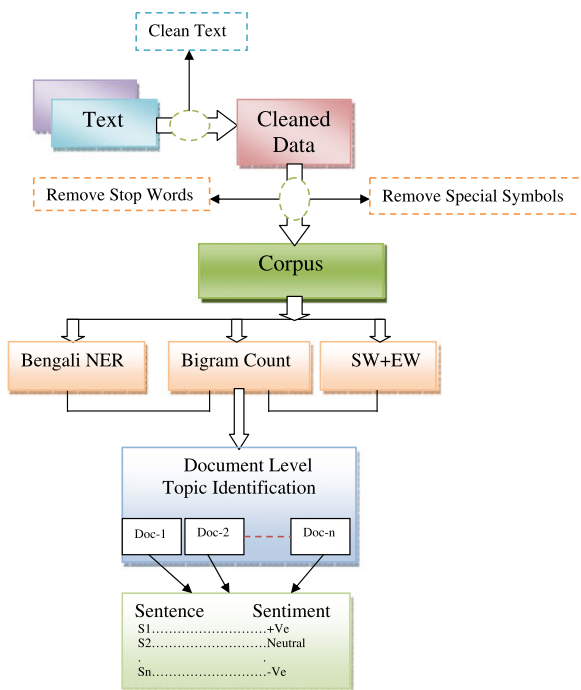 Clean Text
Text
Cleaned
Data
Remove Stop Words
Remove Special Symbols
Corpus
Bengali NER
Bigram Count
SW+EW
Document Level
Topic Identification
Doc-1
Doc-2
Doc-n
Sentence Sentiment
S1..............................+Ve
S2..............................Neutral
. .
Sn..............................-Ve